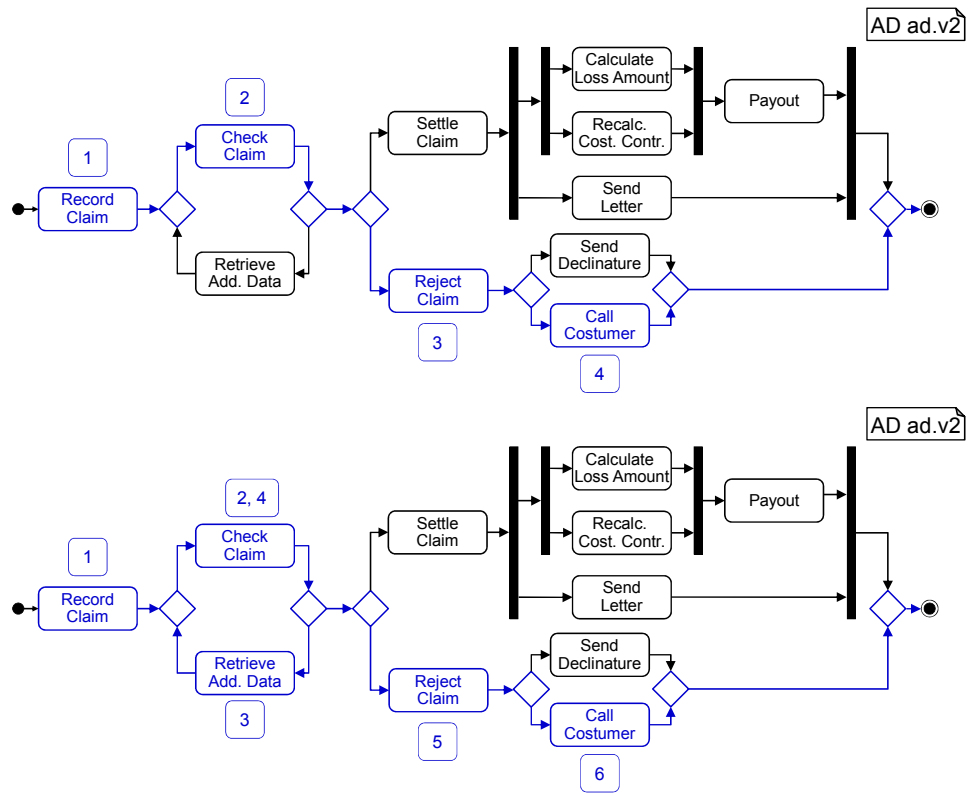 AD ad.v2
Calculate
Loss Amount
2
Payout
Settle
Claim
Check
Claim
Recalc.
Cost. Contr.
1
Record
Claim
Send
Letter
Retrieve
Add. Data
Send
Declinature
Reject
Claim
Call
Costumer
3
4
AD ad.v2
Calculate
Loss Amount
2, 4
Payout
Settle
Claim
Check
Claim
Recalc.
Cost. Contr.
1
Record
Claim
Send
Letter
Retrieve
Add. Data
Send
Declinature
Reject
Claim
Call
Costumer
3
5
6